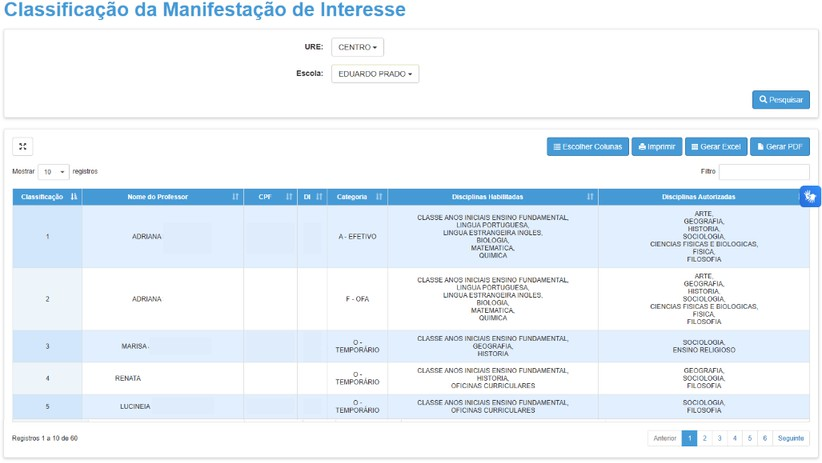 Classificação da Manifestação de Interesse
URE: CENTRO
Escola: EDUARDO PRADO
Pesquisar
Escolher Colunas Imprimir Gerar Excel Gerar PDF
Mostrar 10 registros Filtro
Classificação Nome do Professor CPF DI Categoria Disciplinas Habilitadas Disciplinas Autorizadas
1 ADRIANA A - EFETIVO
CLASSE ANOS INICIAIS ENSINO FUNDAMENTAL,
LINGUA PORTUGUESA,
LINGUA ESTRANGEIRA INGLES,
BIOLOGIA,
MATEMATICA,
QUIMICA
ARTE,
GEOGRAFIA,
HISTORIA,
SOCIOLOGIA,
CIENCIAS FISICAS E BIOLOGICAS,
FISICA,
FILOSOFIA
2 ADRIANA F - OFA
CLASSE ANOS INICIAIS ENSINO FUNDAMENTAL,
LINGUA PORTUGUESA,
LINGUA ESTRANGEIRA INGLES,
BIOLOGIA,
MATEMATICA,
QUIMICA
ARTE,
GEOGRAFIA,
HISTORIA,
SOCIOLOGIA,
CIENCIAS FISICAS E BIOLOGICAS,
FISICA,
FILOSOFIA
3 MARISA
O -
TEMPORÁRIO
CLASSE ANOS INICIAIS ENSINO FUNDAMENTAL,
GEOGRAFIA,
HISTORIA
SOCIOLOGIA,
ENSINO RELIGIOSO
4 RENATA
O -
TEMPORÁRIO
CLASSE ANOS INICIAIS ENSINO FUNDAMENTAL,
HISTORIA,
OFICINAS CURRICULARES
GEOGRAFIA,
SOCIOLOGIA,
FILOSOFIA
5 LUCINEIA
O -
TEMPORÁRIO
CLASSE ANOS INICIAIS ENSINO FUNDAMENTAL,
OFICINAS CURRICULARES
SOCIOLOGIA,
FILOSOFIA
Registros 1 a 10 de 60 Anterior 1 2 3 4 5 6 Seguinte